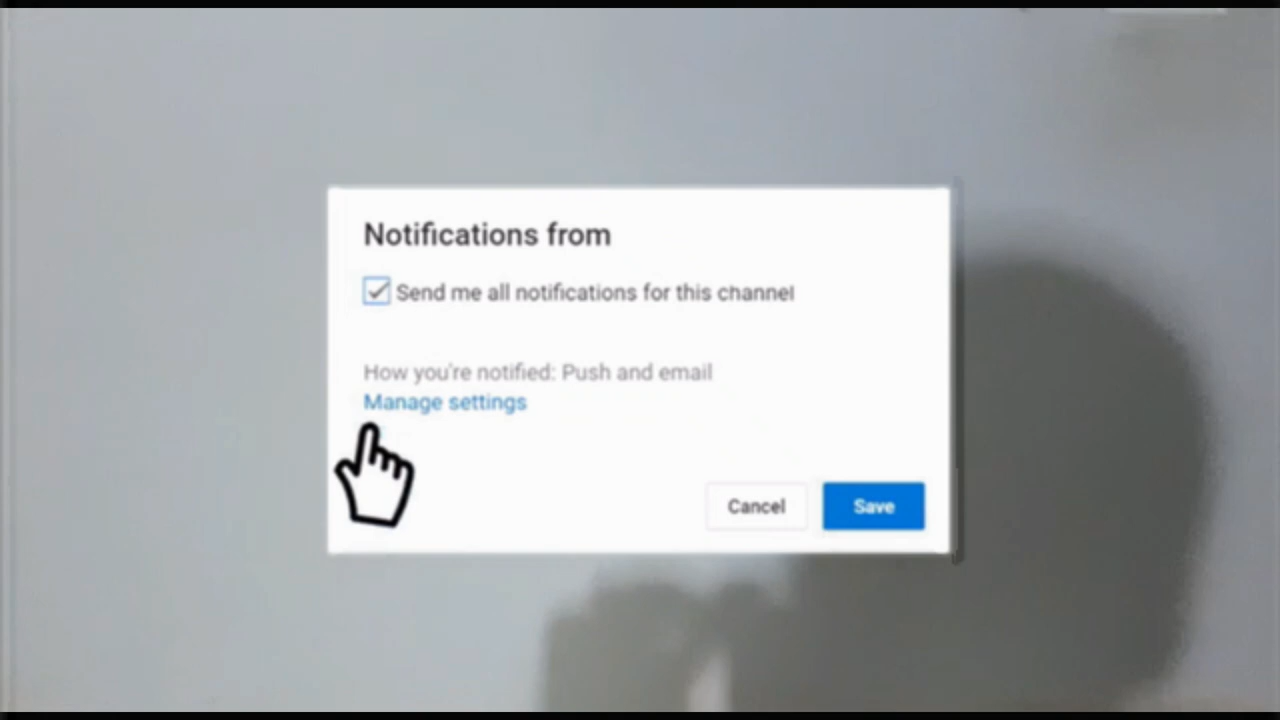 Notifications from
Send me all notifications for this channel
How you're notified: Push and email
Manage settings
Cancel Save